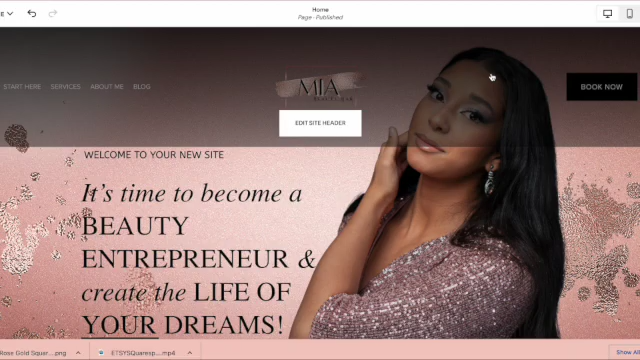 E
Home
Page · Published
START HERE SERVICES ABOUT ME BLOG
MIA
BOOK NOW
EDIT SITE HEADER
WELCOME TO YOUR NEW SITE
It's time to become a
BEAUTY
ENTREPRENEUR &
create the LIFE OF
YOUR DREAMS!
Rose Gold Squar....png
ETSYSQuaresp....mp4
Show All